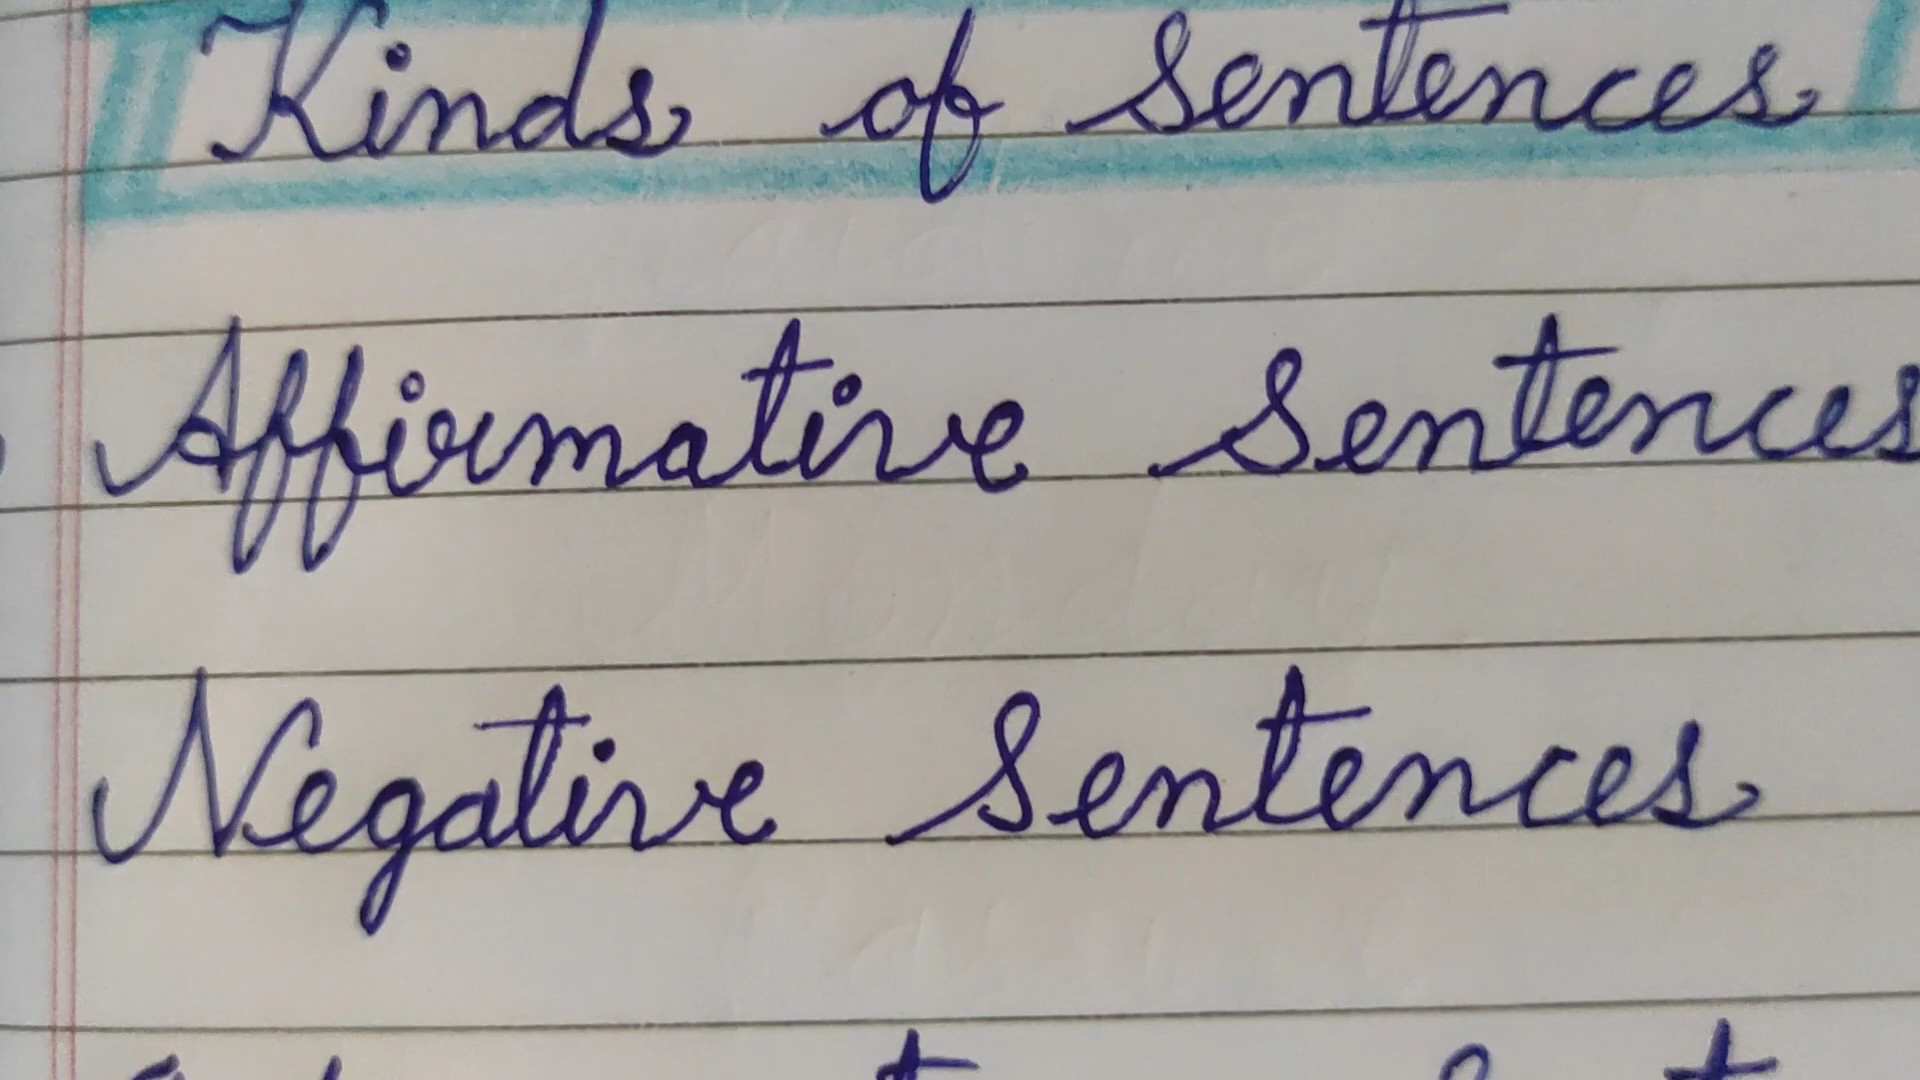 Kinds of Sentences
Affirmative Sentences
Negative Sentences